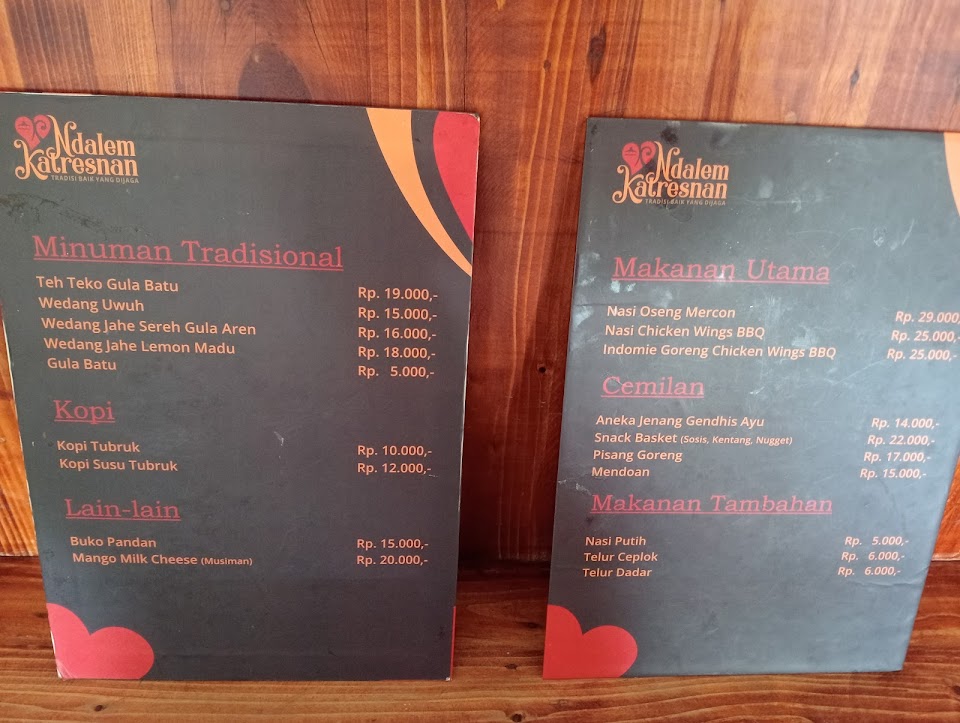 Ndalem
Katresnan
TRADISI BAIK YANG DIJAGA
Minuman Tradisional
Teh Teko Gula Batu Rp. 19.000,-
Wedang Uwuh Rp. 15.000,-
Wedang Jahe Sereh Gula Aren Rp. 16.000,-
Wedang Jahe Lemon Madu Rp. 18.000,-
Gula Batu Rp. 5.000,-
Kopi
Kopi Tubruk Rp. 10.000,-
Kopi Susu Tubruk Rp. 12.000,-
Lain-lain
Buko Pandan Rp. 15.000,-
Mango Milk Cheese (Musiman) Rp. 20.000,-
Ndalem
Katresnan
TRADISI BAIK YANG DIJAGA
Makanan Utama
Nasi Oseng Mercon Rp. 29.000,
Nasi Chicken Wings BBQ Rp. 25.000,-
Indomie Goreng Chicken Wings BBQ Rp. 25.000,-
Cemilan
Aneka Jenang Gendhis Ayu Rp. 14.000,-
Snack Basket (Sosis, Kentang, Nugget) Rp. 22.000,-
Pisang Goreng Rp. 17.000,-
Mendoan Rp. 15.000,-
Makanan Tambahan
Nasi Putih Rp. 5.000,-
Telur Ceplok Rp. 6.000,-
Telur Dadar Rp. 6.000,-